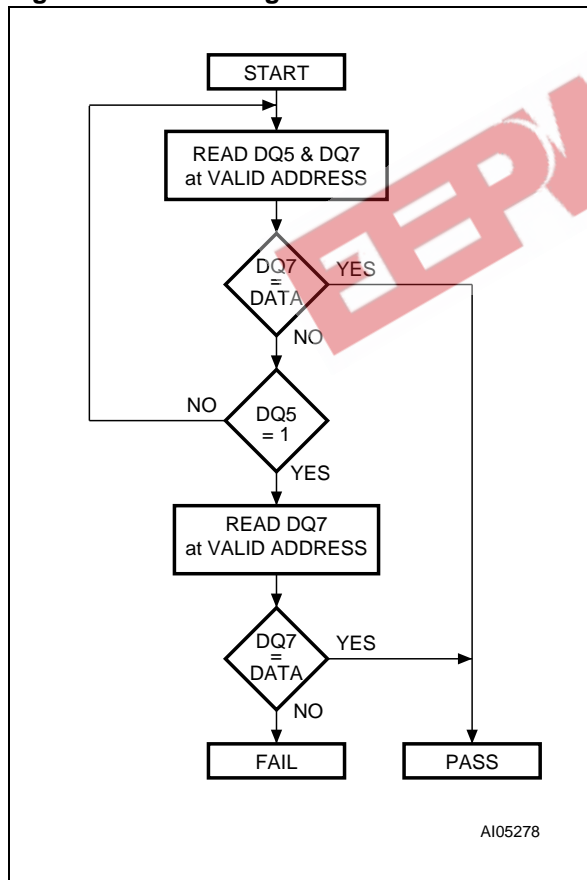 START
READ DQ5 & DQ7
at VALID ADDRESS
DQ7
=
DATA
YES
NO
DQ5
= 1
NO
YES
READ DQ7
at VALID ADDRESS
DQ7
=
DATA
YES
NO
FAIL
PASS
AI05278